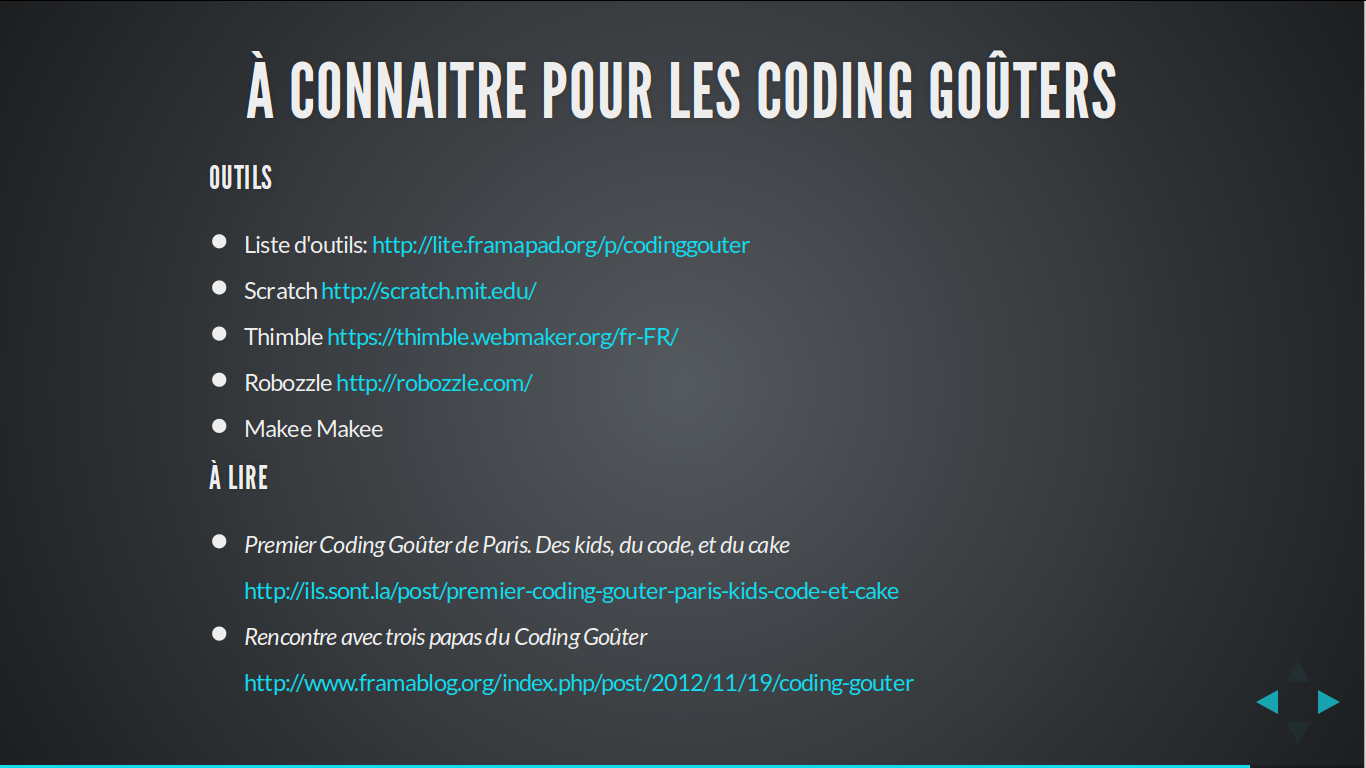 À CONNAITRE POUR LES CODING GOÛTERS
OUTILS
Liste d'outils: http://lite.framapad.org/p/codinggouter
Scratch http://scratch.mit.edu/
Thimble https://thimble.webmaker.org/fr-FR/
Robozzle http://robozzle.com/
Makee Makee
À LIRE
Premier Coding Goûter de Paris. Des kids, du code, et du cake
http://ils.sont.la/post/premier-coding-gouter-paris-kids-code-et-cake
Rencontre avec trois papas du Coding Goûter
http://www.framablog.org/index.php/post/2012/11/19/coding-gouter